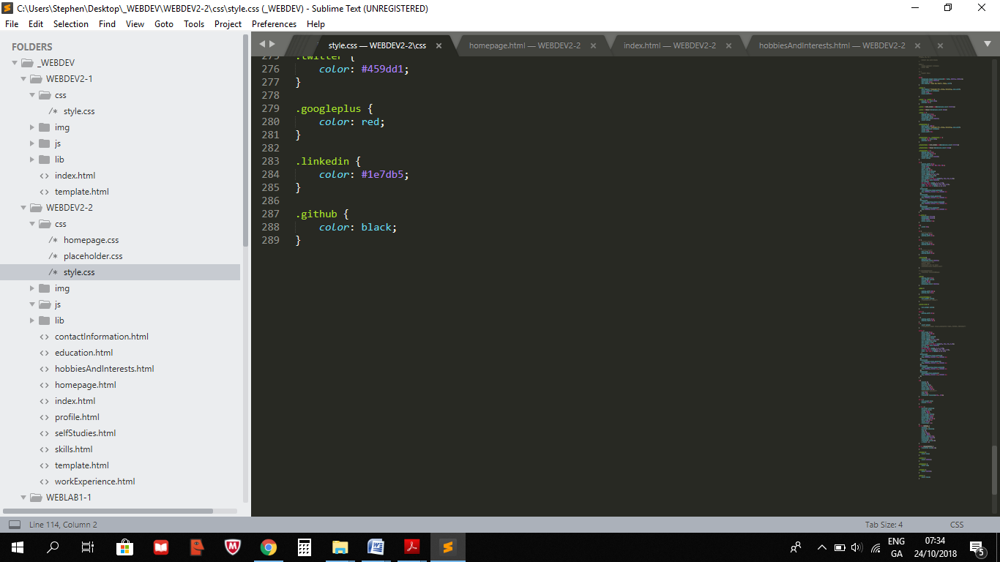 C:\Users\Stephen\Desktop\_WEBDEV\WEBDEV2-2\css\style.css (_WEBDEV) - Sublime Text (UNREGISTERED)
File Edit Selection Find View Goto Tools Project Preferences Help
FOLDERS
_WEBDEV
WEBDEV2-1
css
/* style.css
img
js
lib
<> index.html
<> template.html
WEBDEV2-2
css
/* homepage.css
/* placeholder.css
/* style.css
img
js
lib
<> contactInformation.html
<> education.html
<> hobbiesAndInterests.html
<> homepage.html
<> index.html
<> profile.html
<> selfStudies.html
<> skills.html
<> template.html
<> workExperience.html
WEBLAB1-1
style.css — WEBDEV2-2\css homepage.html — WEBDEV2-2 index.html — WEBDEV2-2 hobbiesAndInterests.html — WEBDEV2-2
275 .twitter {
276 color: #459dd1;
277 }
278
279 .googleplus {
280 color: red;
281 }
282
283 .linkedin {
284 color: #1e7db5;
285 }
286
287 .github {
288 color: black;
289 }
Line 114, Column 2 Tab Size: 4 CSS
ENG 07:34
GA 24/10/2018 5